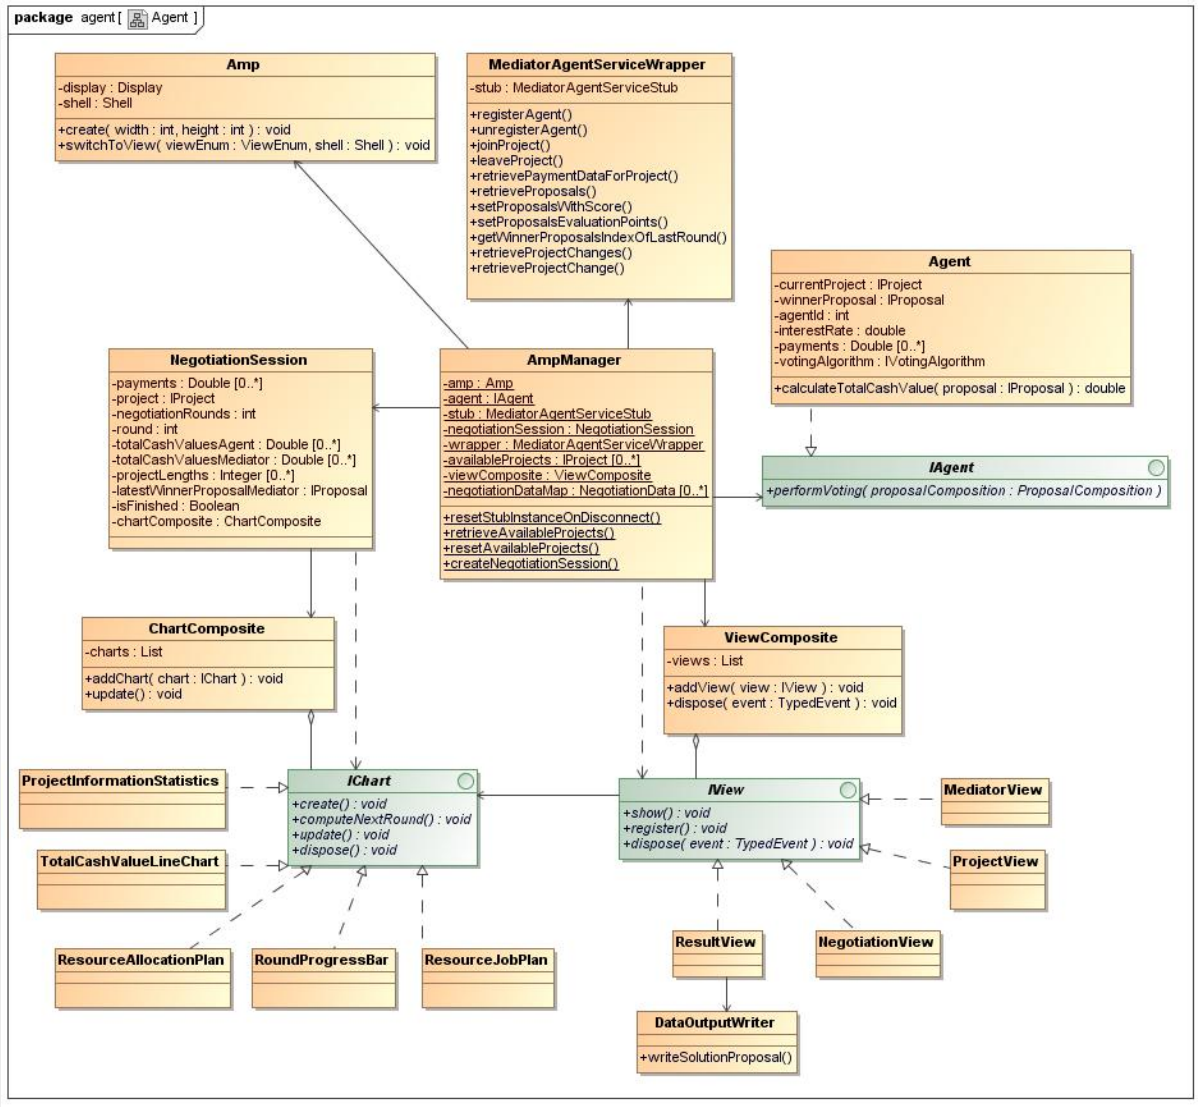 package agent [ Agent ]
Amp
-display : Display
-shell : Shell
+create( width : int, height : int ) : void
+switchToView( viewEnum : ViewEnum, shell : Shell ) : void
MediatorAgentServiceWrapper
-stub : MediatorAgentServiceStub
+registerAgent()
+unregisterAgent()
+joinProject()
+leaveProject()
+retrievePaymentDataForProject()
+retrieveProposals()
+setProposalsWithScore()
+setProposalsEvaluationPoints()
+getWinnerProposalsIndexOfLastRound()
+retrieveProjectChanges()
+retrieveProjectChange()
Agent
-currentProject : IProject
-winnerProposal : IProposal
-agentId : int
-interestRate : double
-payments : Double [0..*]
-votingAlgorithm : IVotingAlgorithm
+calculateTotalCashValue( proposal : IProposal ) : double
NegotiationSession
-payments : Double [0..*]
-project : IProject
-negotiationRounds : int
-round : int
-totalCashValuesAgent : Double [0..*]
-totalCashValuesMediator : Double [0..*]
-projectLengths : Integer [0..*]
-latestWinnerProposalMediator : IProposal
-isFinished : Boolean
-chartComposite : ChartComposite
AmpManager
-amp : Amp
-agent : IAgent
-stub : MediatorAgentServiceStub
-negotiationSession : NegotiationSession
-wrapper : MediatorAgentServiceWrapper
-availableProjects : IProject [0..*]
-viewComposite : ViewComposite
-negotiationDataMap : NegotiationData [0..*]
+resetStubInstanceOnDisconnect()
+retrieveAvailableProjects()
+resetAvailableProjects()
+createNegotiationSession()
IAgent
+performVoting( proposalComposition : ProposalComposition )
ChartComposite
-charts : List
+addChart( chart : IChart ) : void
+update() : void
ViewComposite
-views : List
+addView( view : IView ) : void
+dispose( event : TypedEvent ) : void
ProjectInformationStatistics
IChart
+create() : void
+computeNextRound() : void
+update() : void
+dispose() : void
IView
+show() : void
+register() : void
+dispose( event : TypedEvent ) : void
MediatorView
TotalCashValueLineChart
ProjectView
ResourceAllocationPlan
RoundProgressBar
ResourceJobPlan
ResultView
NegotiationView
DataOutputWriter
+writeSolutionProposal()